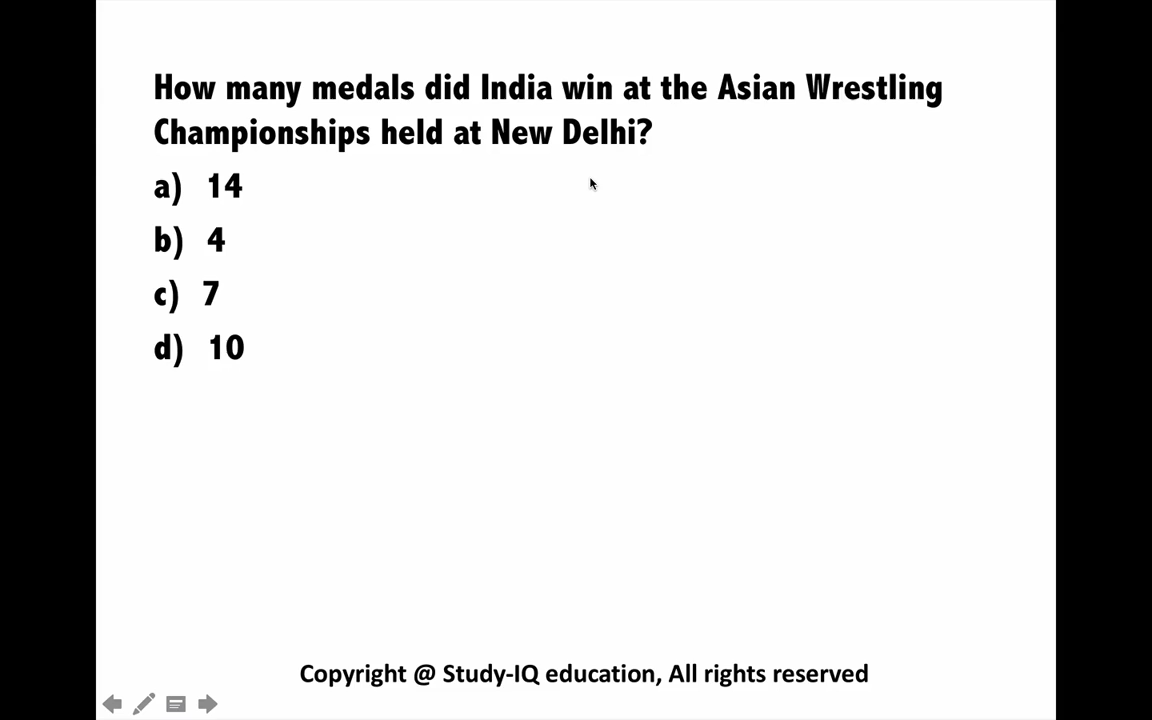 How many medals did India win at the Asian Wrestling
Championships held at New Delhi?
a) 14
b) 4
c) 7
d) 10
Copyright @ Study-IQ education, All rights reserved